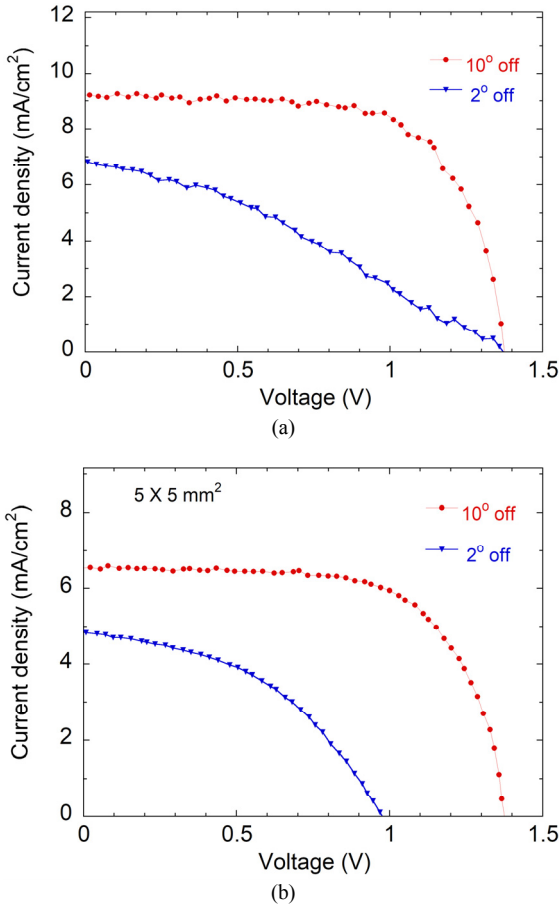 12
10° off
2° off
9
6
4
2
0
0
0.5
1
1.5
Current density (mA/cm²)
Voltage (V)
(a)
8
5 X 5 mm²
10° off
2° off
6
4
2
0
0
0.5
1
1.5
Current density (mA/cm²)
Voltage (V)
(b)